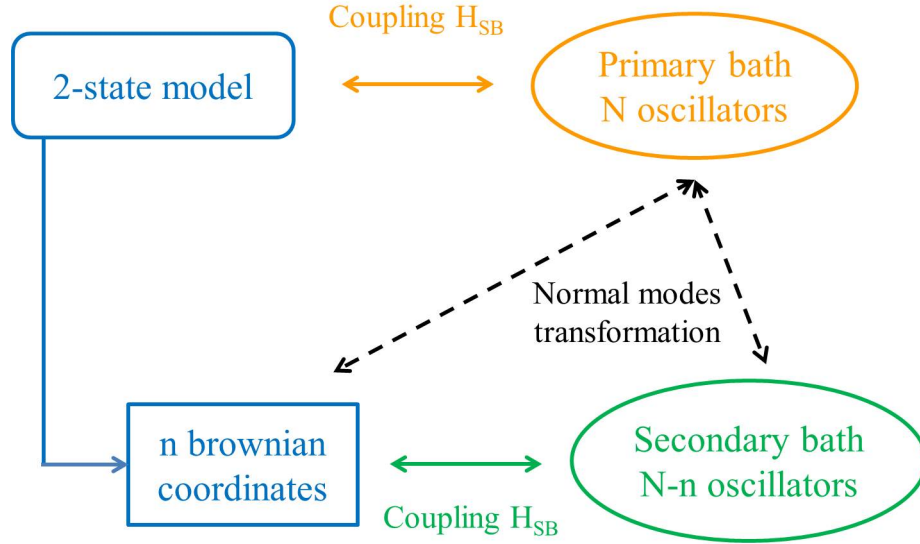 Coupling H_SB
2-state model
Primary bath
N oscillators
Normal modes
transformation
n brownian
coordinates
Secondary bath
N-n oscillators
Coupling H_SB